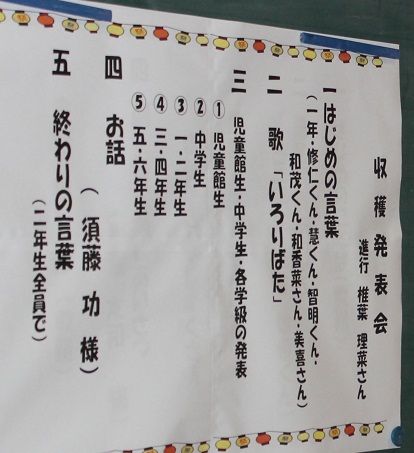 収穫発表会
進行 椎葉 理菜さん
一 はじめの言葉
(一年・修仁くん・慧くん・智明くん・
和茂くん・和香菜さん・美喜さん)
二 歌 「いろりばた」
三 児童館生・中学生・各学級の発表
① 児童館生
② 中学生
③ 一・二年生
④ 三・四年生
⑤ 五・六年生
四 お話
(須藤 功 様)
五 終わりの言葉
(二年生全員で)